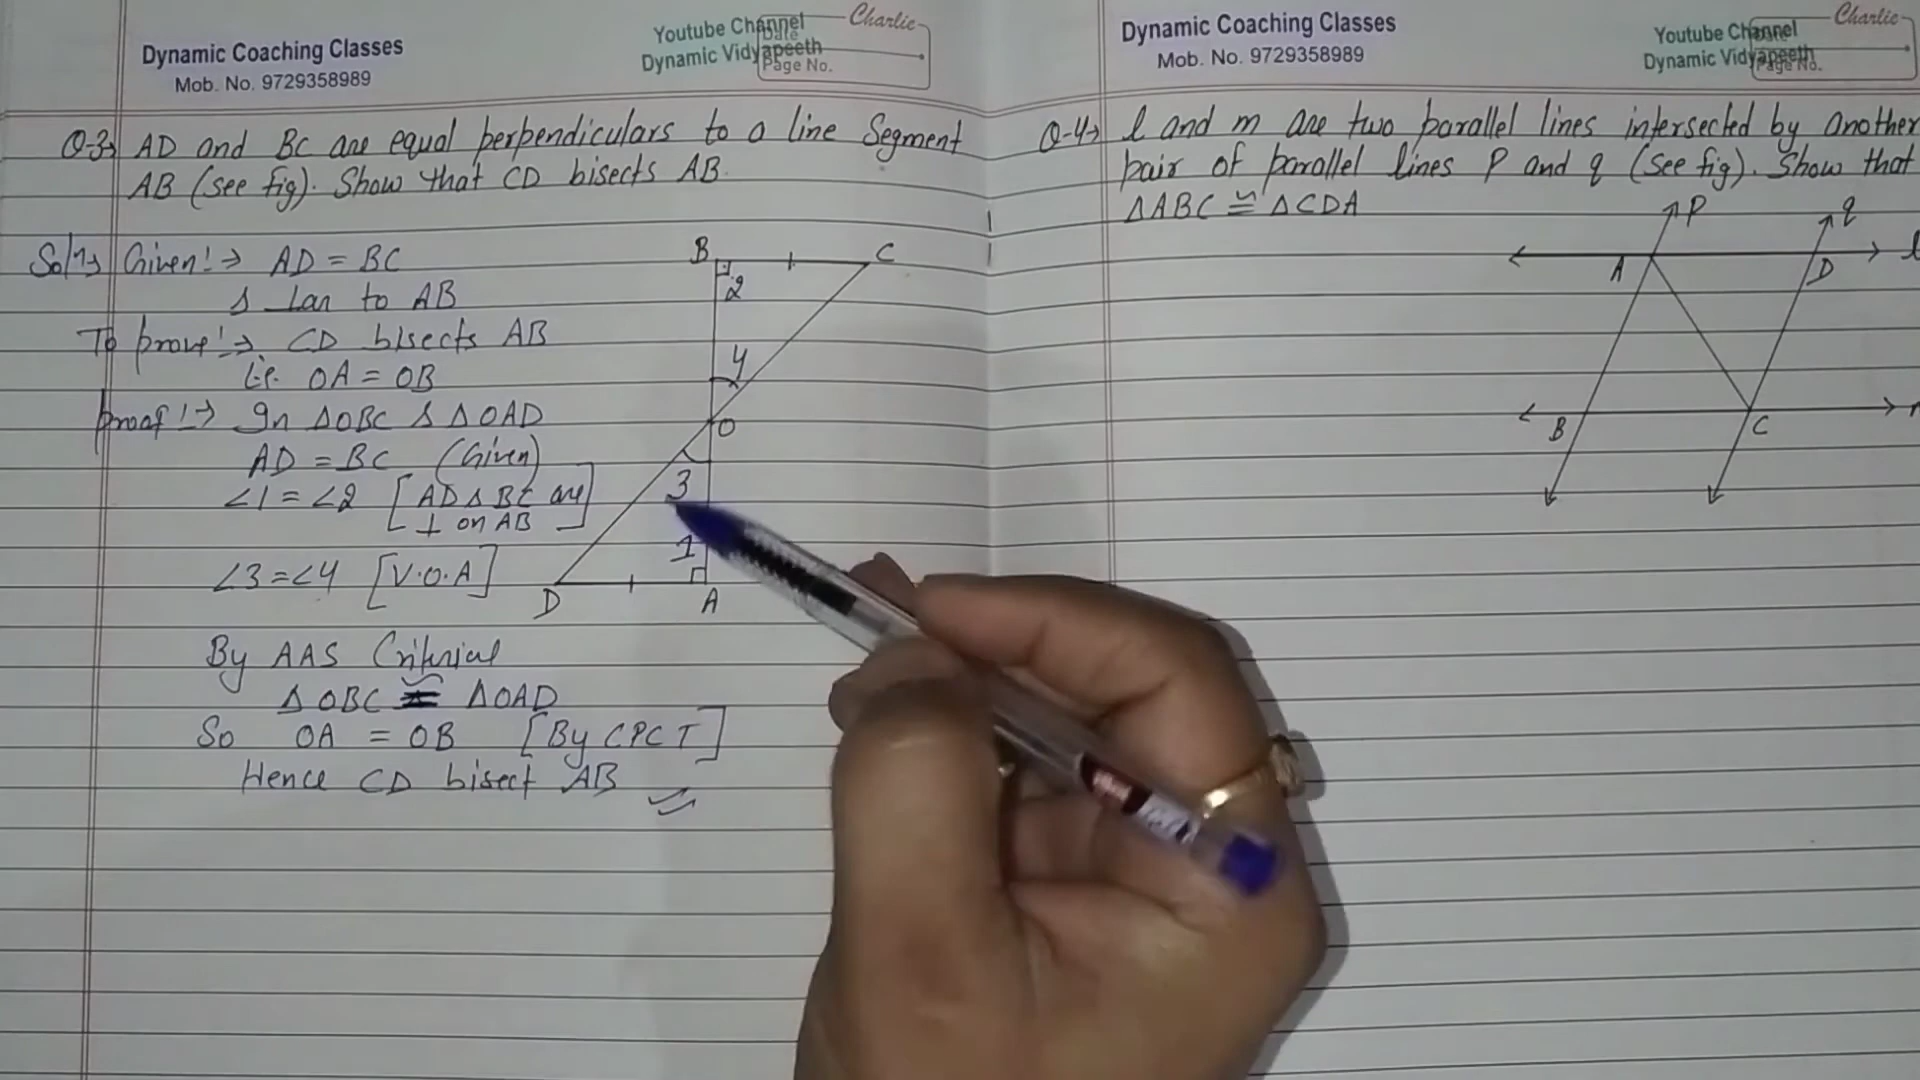 Dynamic Coaching Classes
Mob. No. 9729358989
Youtube Channel
Dynamic Vidyapeeth
Charlie
Date
Page No.
Q-3→ AD and BC are equal perpendiculars to a line Segment
AB (see fig). Show that CD bisects AB.
Given:→ AD = BC
to AB
To prove:→ CD bisects AB
i.e. OA = OB
Proof:→ In ΔOBC & ΔOAD
AD = BC (Given)
∠1 = ∠2 [AD & BC are
⊥ on AB]
∠3 = ∠4 [V.O.A]
By AAS
ΔOBC ≅ ΔOAD
So OA = OB [By CPCT]
Hence CD bisect AB
B
C
2
4
O
3
1
D
A
Dynamic Coaching Classes
Mob. No. 9729358989
Youtube Channel
Dynamic Vidyapeeth
Charlie
Page No.
Q-4→ l and m are two parallel lines intersected by another
pair of parallel lines P and q (see fig). Show that
ΔABC ≅ ΔCDA
P
q
A
D
l
B
C